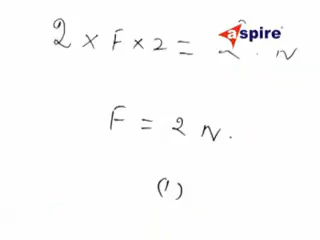 2 × F × 2 =
aspire
N
F = 2 N.
(1)